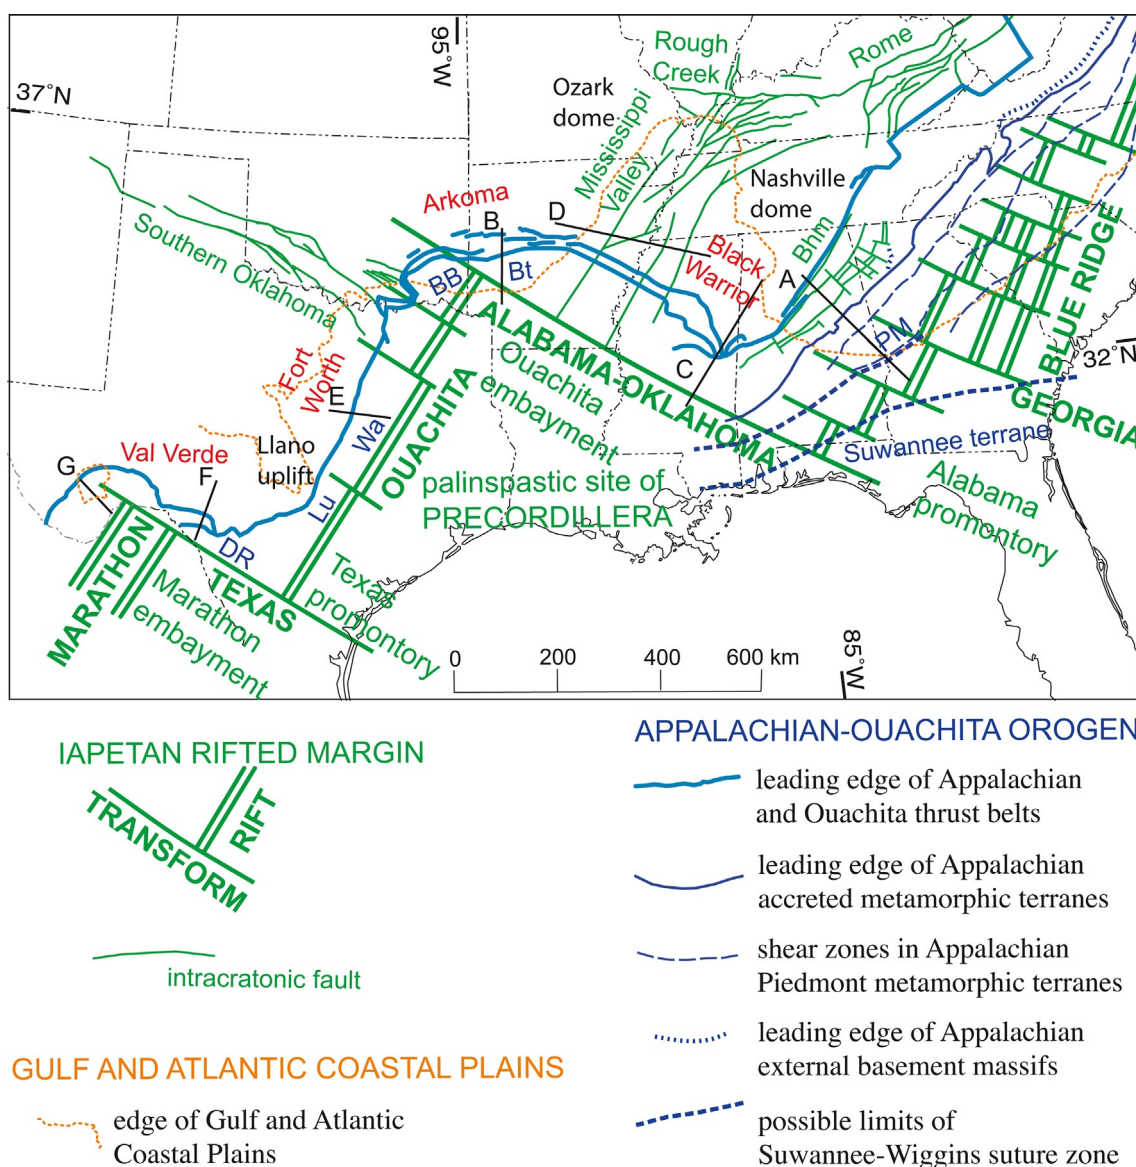 95°W
37°N
Rough
Creek
Rome
Ozark
dome
Mississippi
Valley
Nashville
dome
Arkoma
B
D
Southern Oklahoma
BB
Bt
Black
Warrior
Bhm
A
BLUE RIDGE
PM
32°N
ALABAMA-OKLAHOMA
Ouachita
embayment
C
Fort
Worth
E
Wa
OUACHITA
GEORGIA
Suwannee terrane
Val Verde
G
F
Llano
uplift
Lu
palinspastic site of
PRECORDILLERA
Alabama
promontory
DR
MARATHON
TEXAS
Marathon
embayment
Texas
promontory
0 200 400 600 km
85°W
IAPETAN RIFTED MARGIN
TRANSFORM
RIFT
intracratonic fault
GULF AND ATLANTIC COASTAL PLAINS
edge of Gulf and Atlantic
Coastal Plains
APPALACHIAN-OUACHITA OROGEN
leading edge of Appalachian
and Ouachita thrust belts
leading edge of Appalachian
accreted metamorphic terranes
shear zones in Appalachian
Piedmont metamorphic terranes
leading edge of Appalachian
external basement massifs
possible limits of
Suwannee-Wiggins suture zone